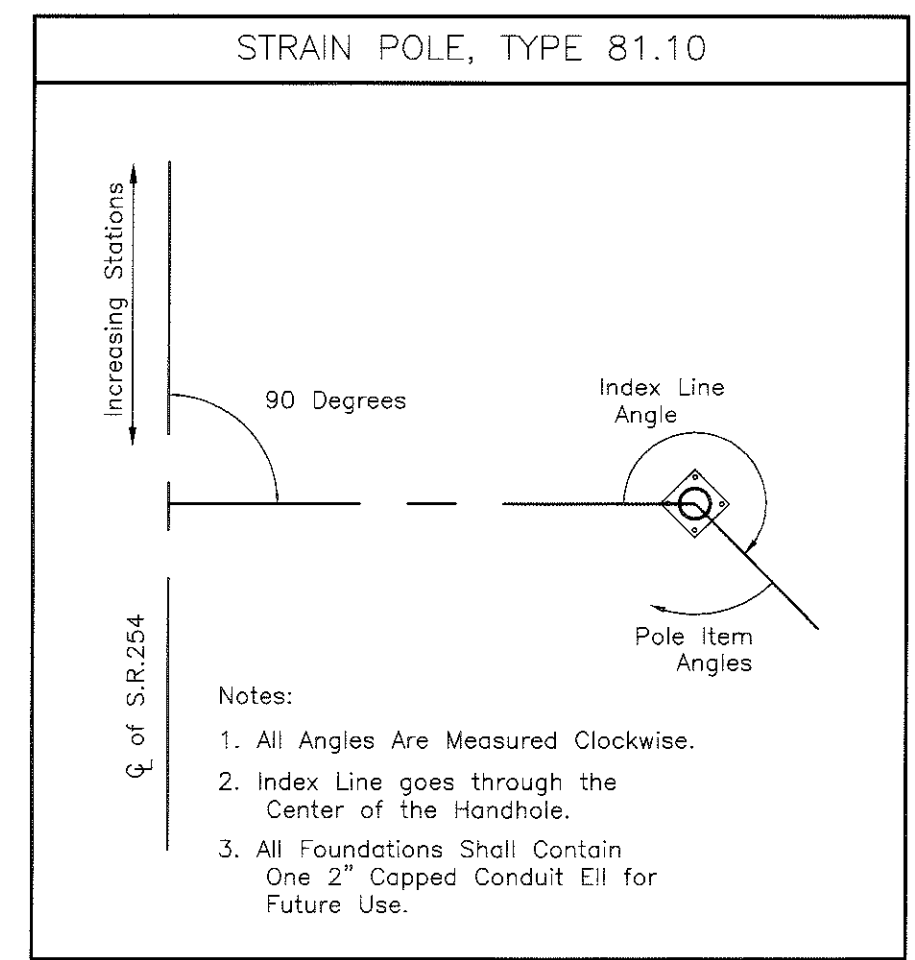 STRAIN POLE, TYPE 81.10
Increasing Stations
90 Degrees
Index Line
Angle
Pole Item
Angles
℄ of S.R.254
Notes:
1. All Angles Are Measured Clockwise.
2. Index Line goes through the
Center of the Handhole.
3. All Foundations Shall Contain
One 2" Capped Conduit Ell for
Future Use.